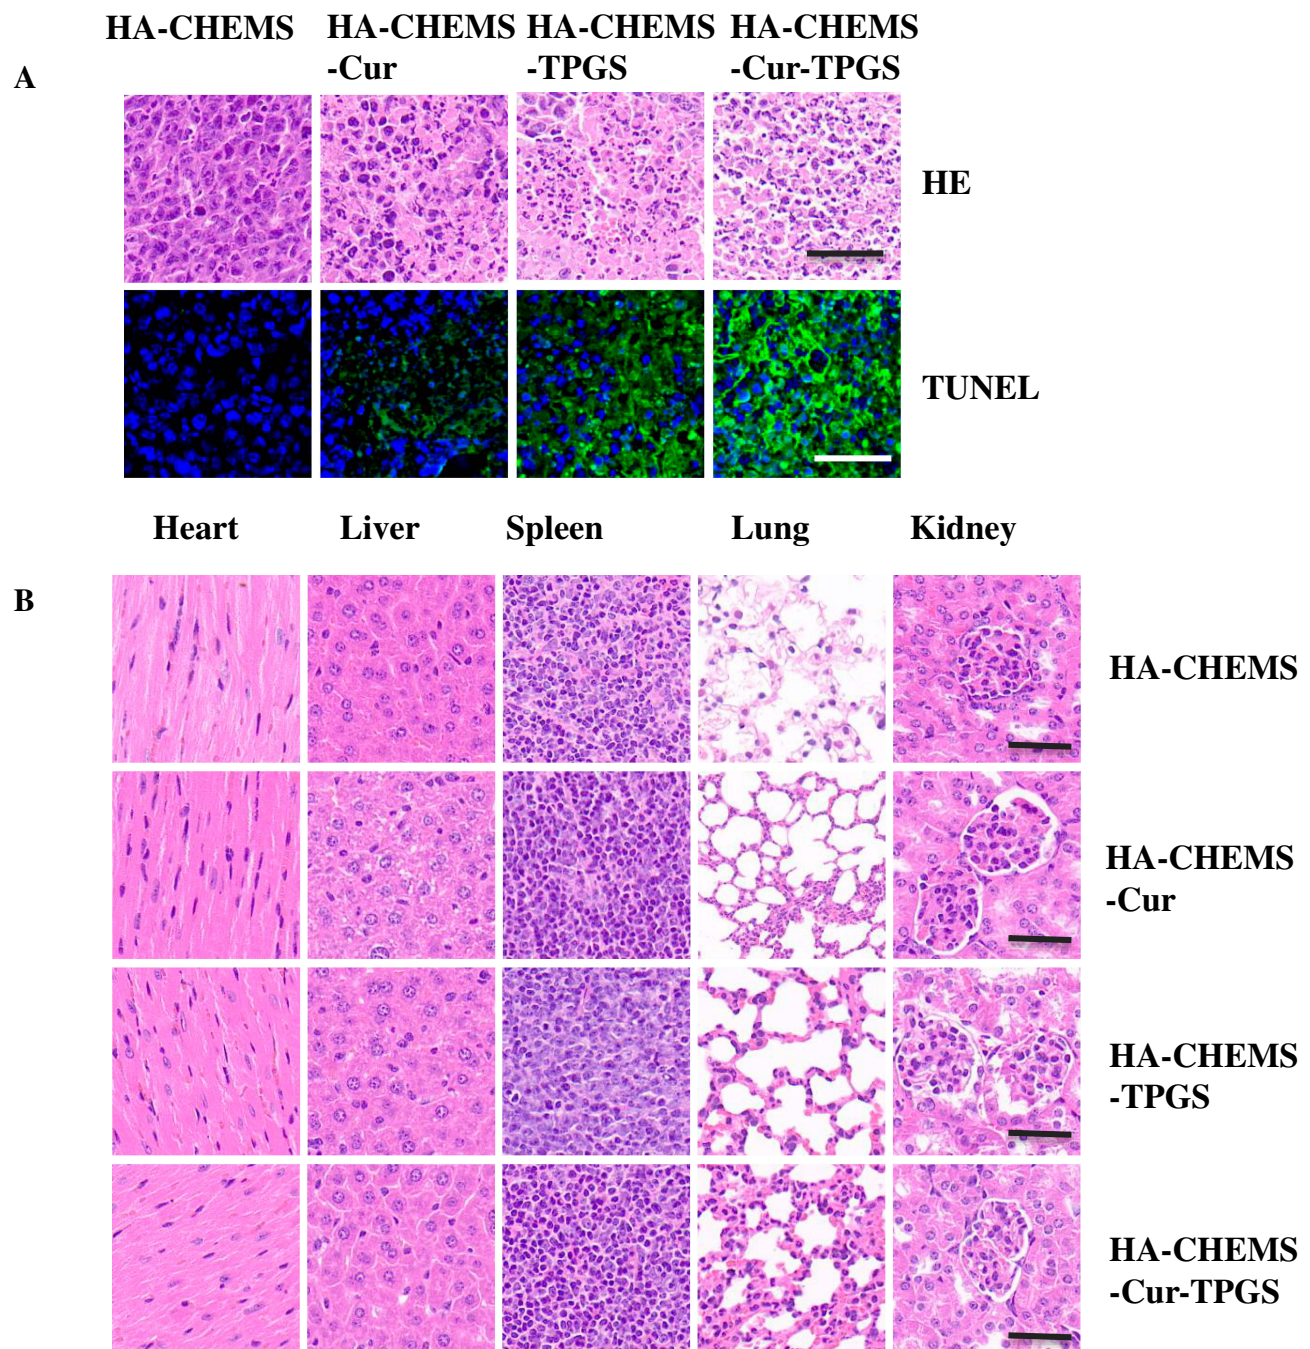 HA-CHEMS
HA-CHEMS
-Cur
HA-CHEMS
-TPGS
HA-CHEMS
-Cur-TPGS
A
HE
TUNEL
Heart
Liver
Spleen
Lung
Kidney
B
HA-CHEMS
HA-CHEMS
-Cur
HA-CHEMS
-TPGS
HA-CHEMS
-Cur-TPGS